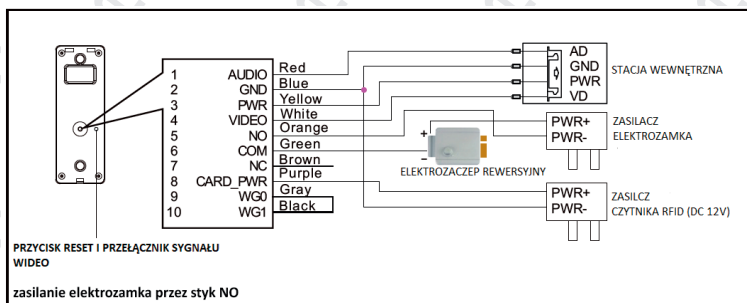 1 AUDIO Red
2 GND Blue
3 PWR Yellow
4 VIDEO White
5 NO Orange
6 COM Green
7 NC Brown
8 CARD_PWR Purple
9 WG0 Gray
10 WG1 Black
AD
GND
PWR
VD
STACJA WEWNĘTRZNA
PWR+
PWR-
ZASILACZ
ELEKTROZAMKA
+
−
ELEKTROZACZEP REWERSYJNY
PWR+
PWR-
ZASILCZ
CZYTNIKA RFID (DC 12V)
PRZYCISK RESET I PRZEŁĄCZNIK SYGNAŁU
WIDEO
zasilanie elektrozamka przez styk NO